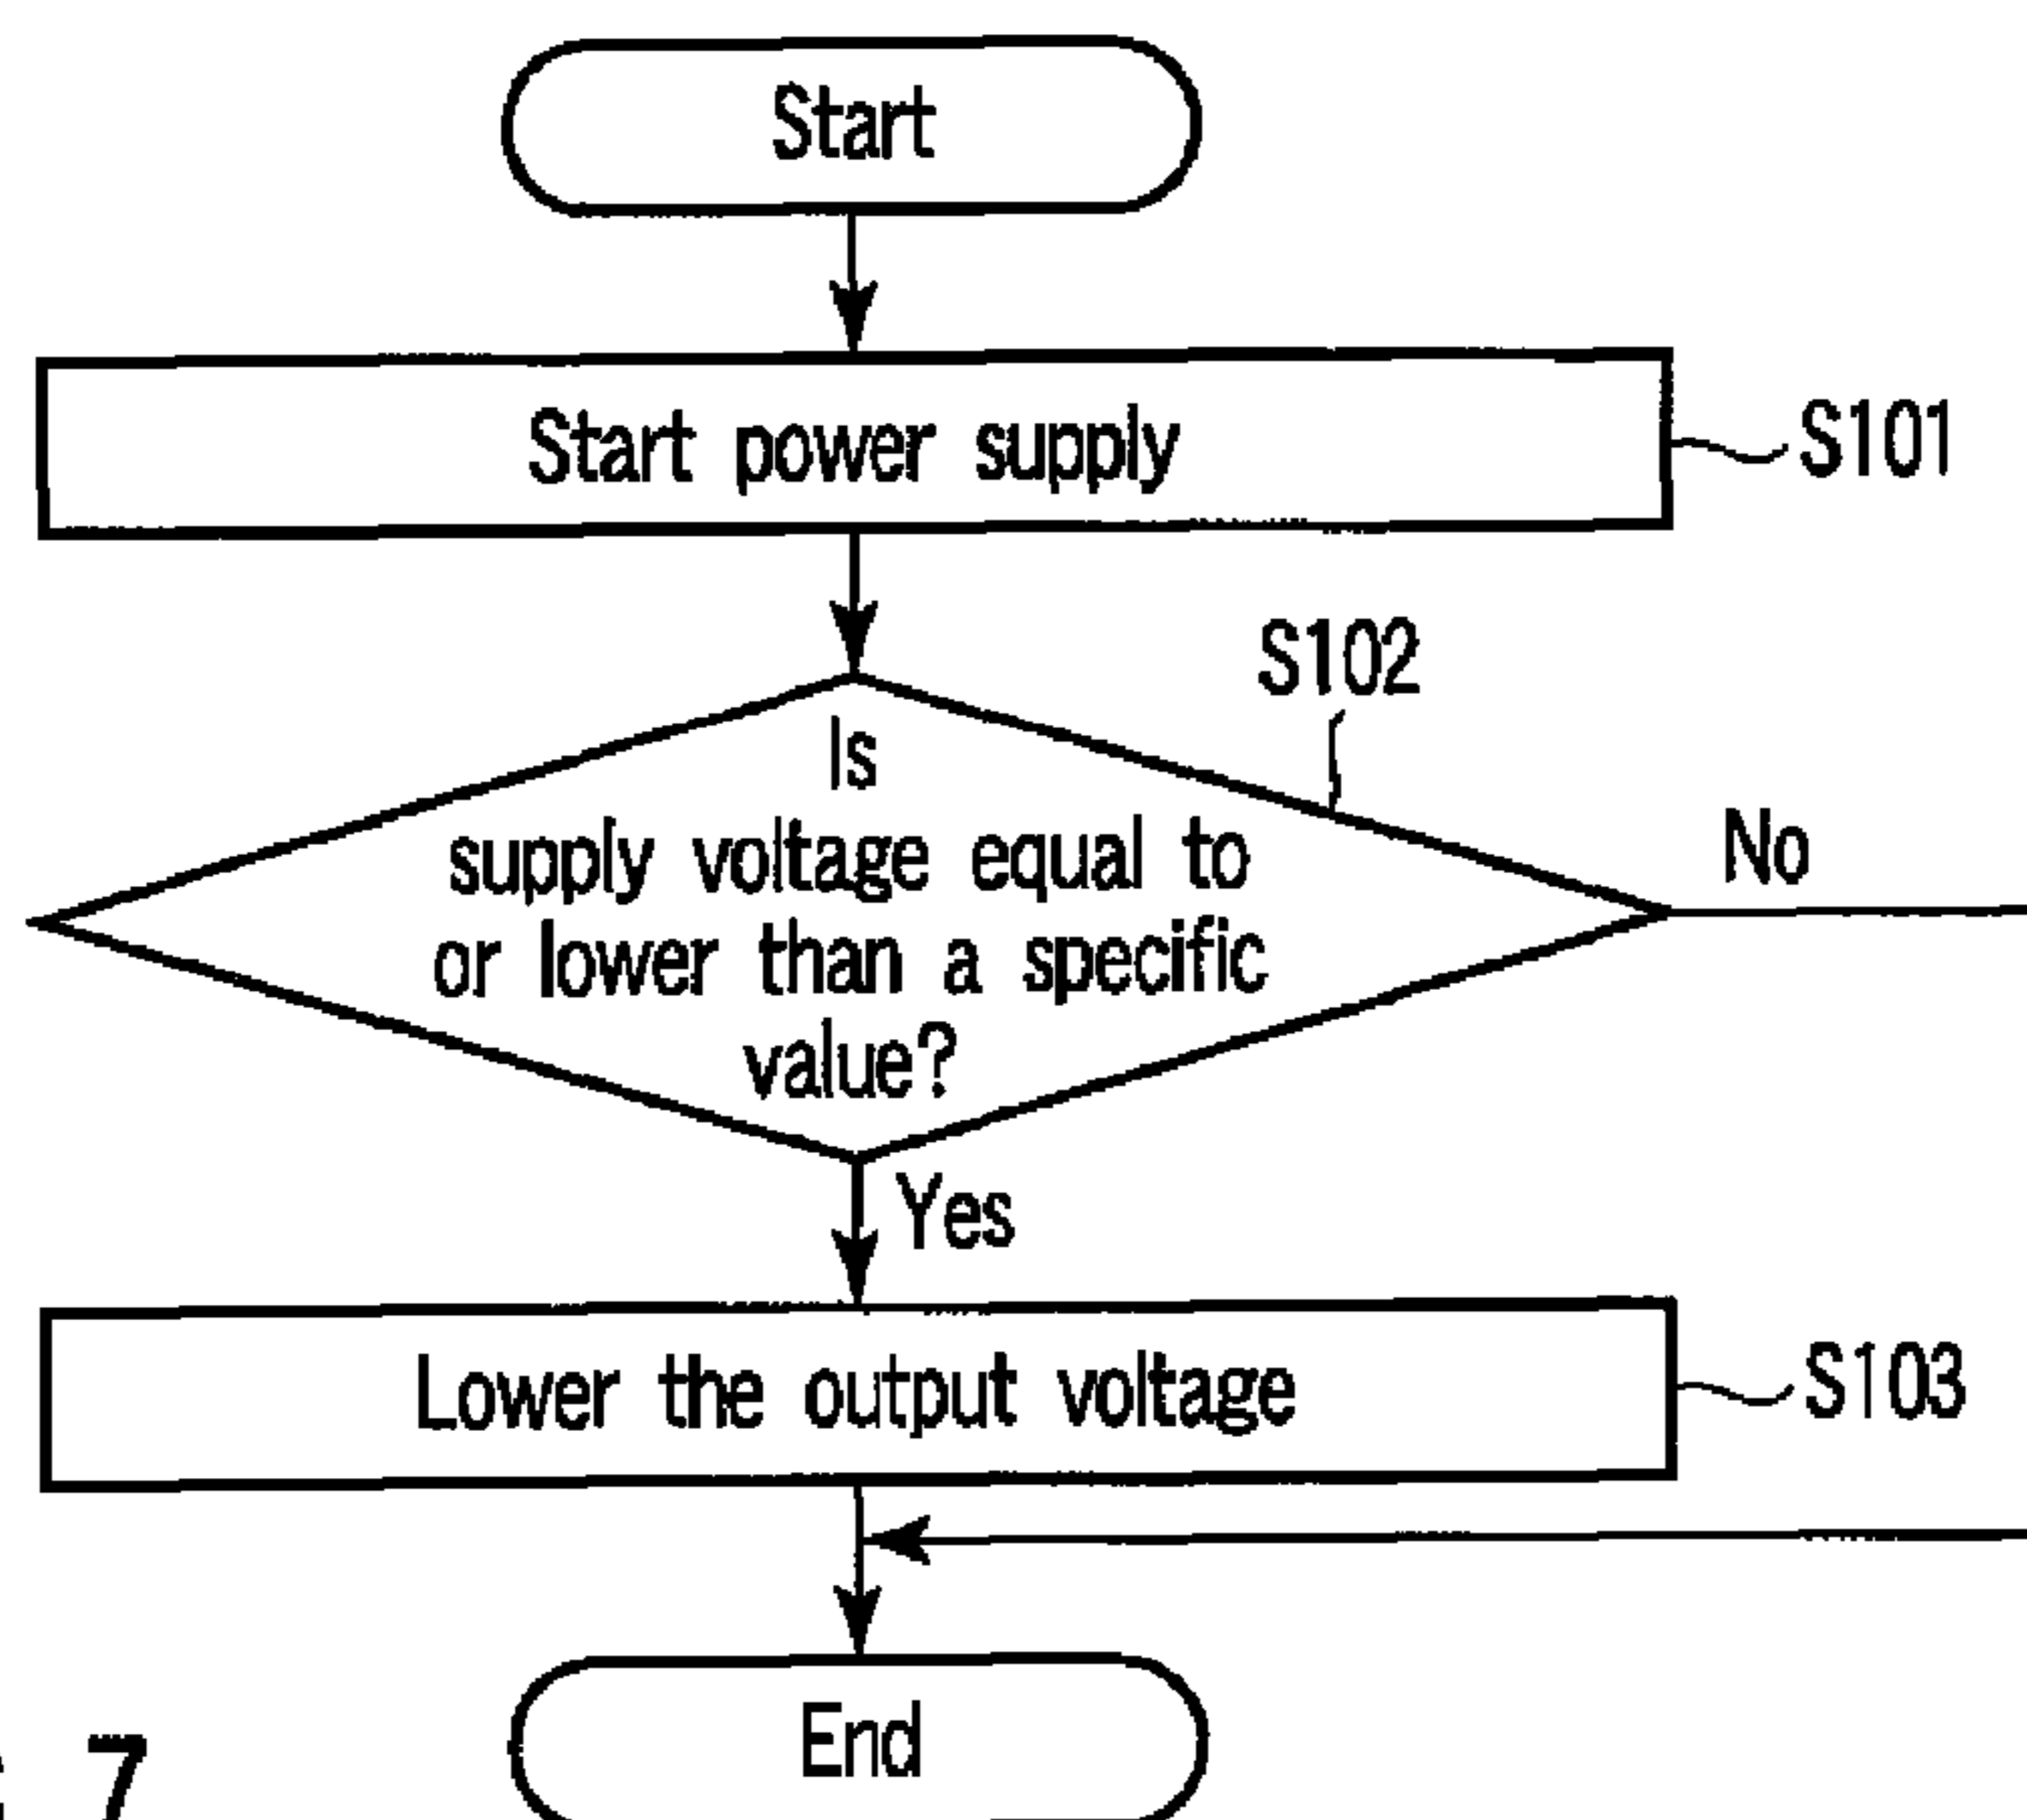 Start
Start power supply
S101
S102
Is
supply voltage equal to
or lower than a specific
value?
No
Yes
Lower the output voltage
S103
End
7